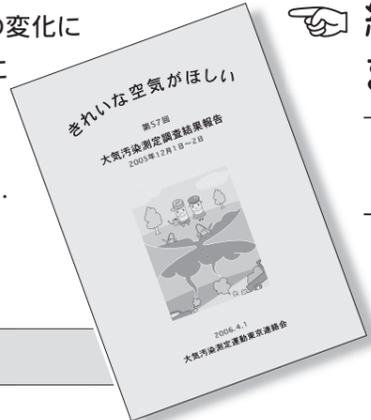 の変化に
に
きれいな空気がほしい
第57回
大気汚染測定調査結果報告
2005年12月1日〜2日
2006.4.1
大気汚染測定運動東京連絡会